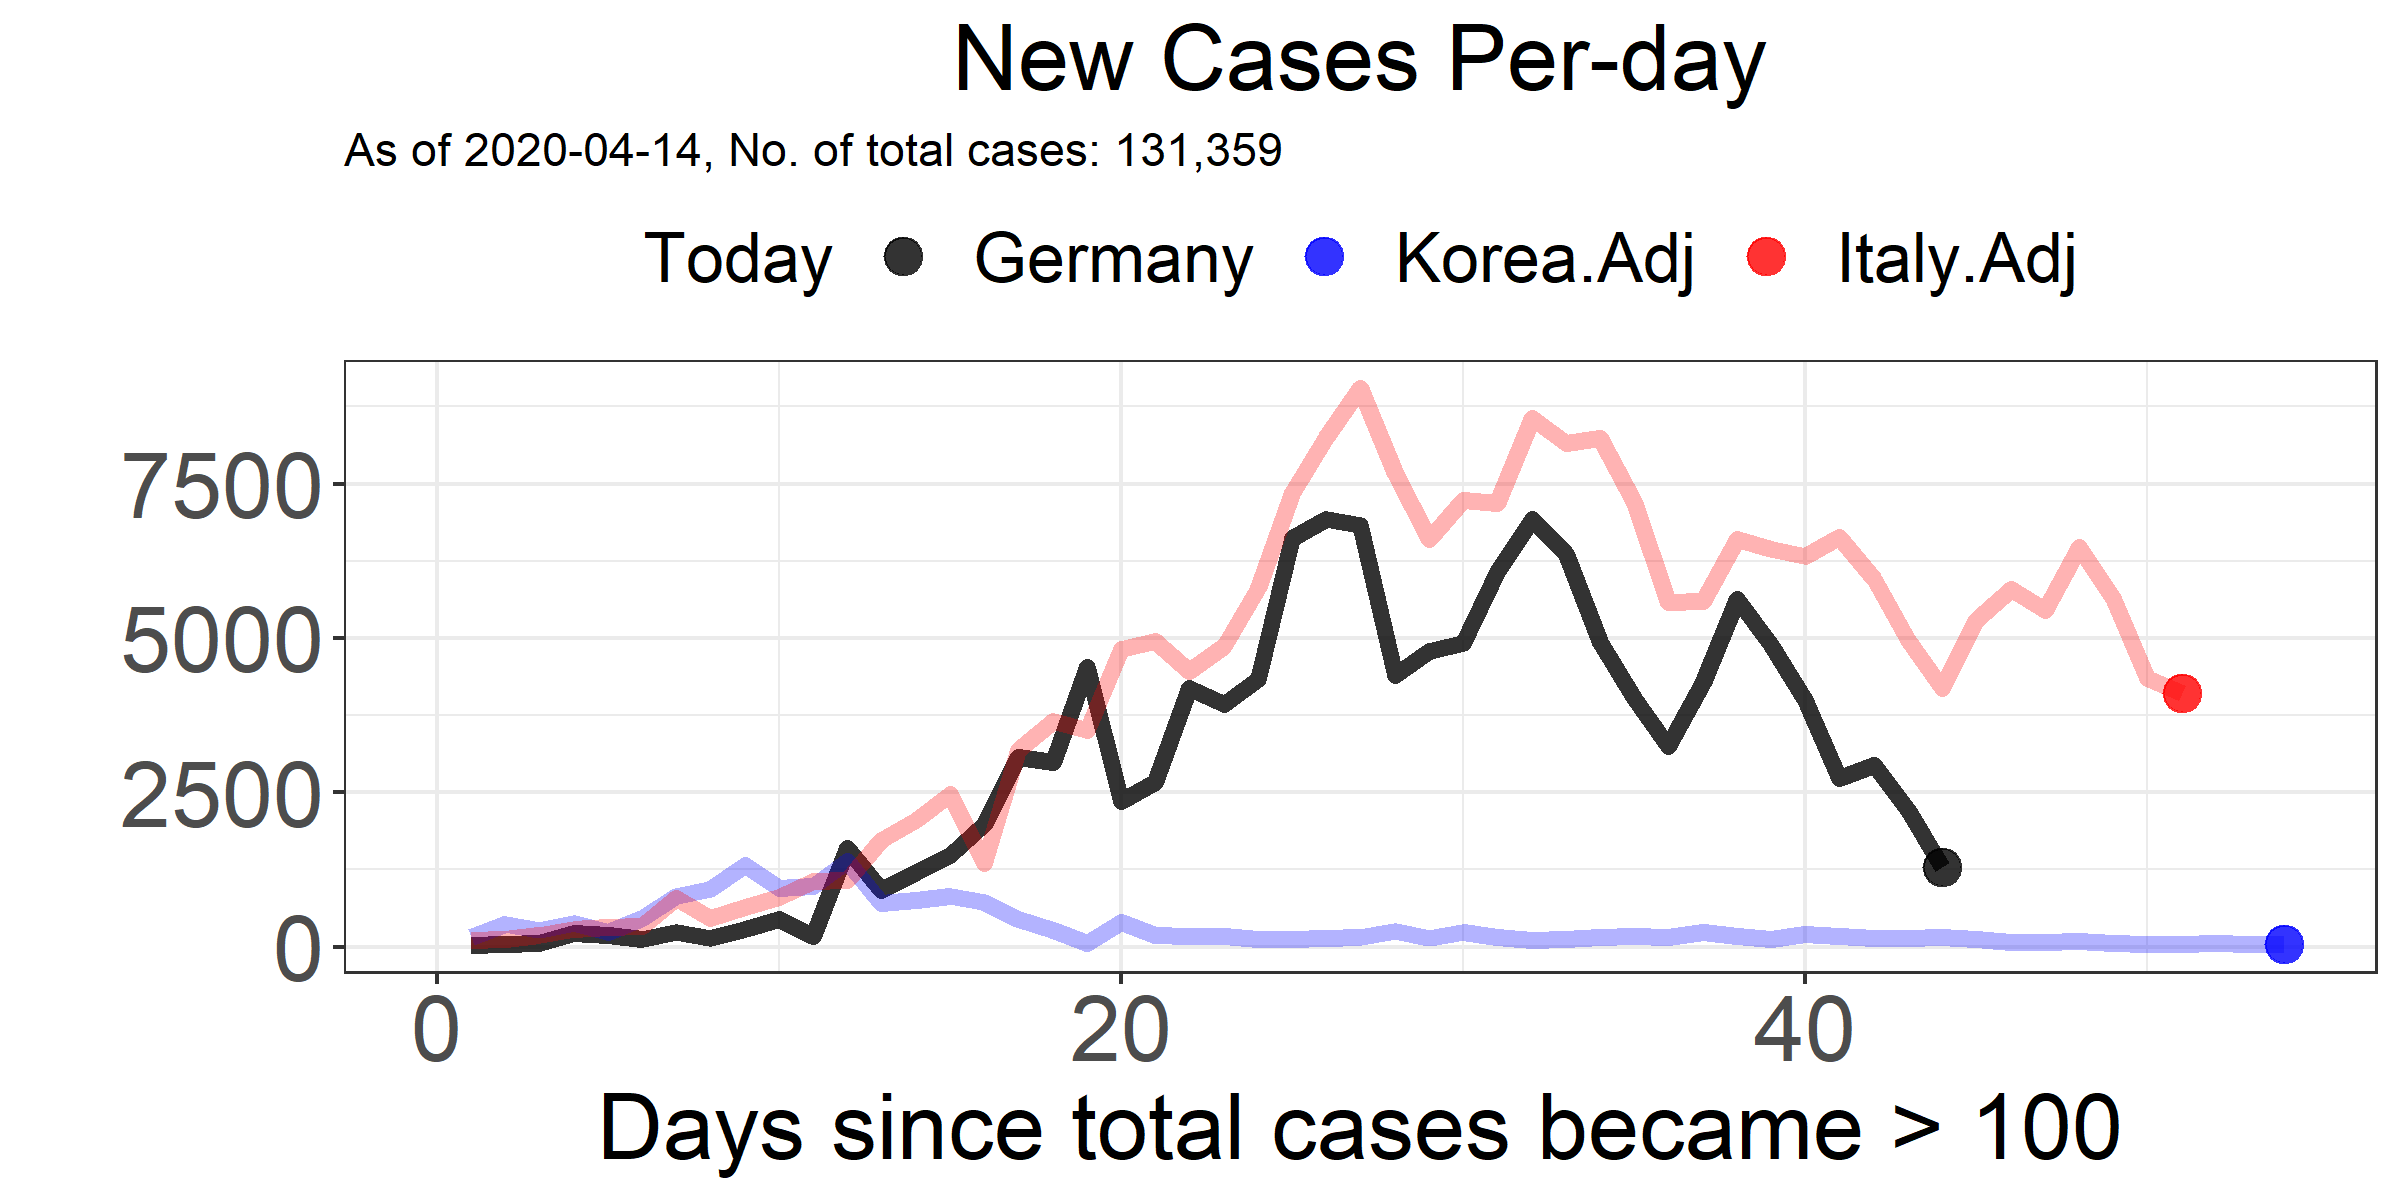 New Cases Per-day
As of 2020-04-14, No. of total cases: 131,359
Today Germany Korea.Adj Italy.Adj
7500
5000
2500
0
0 20 40
Days since total cases became > 100